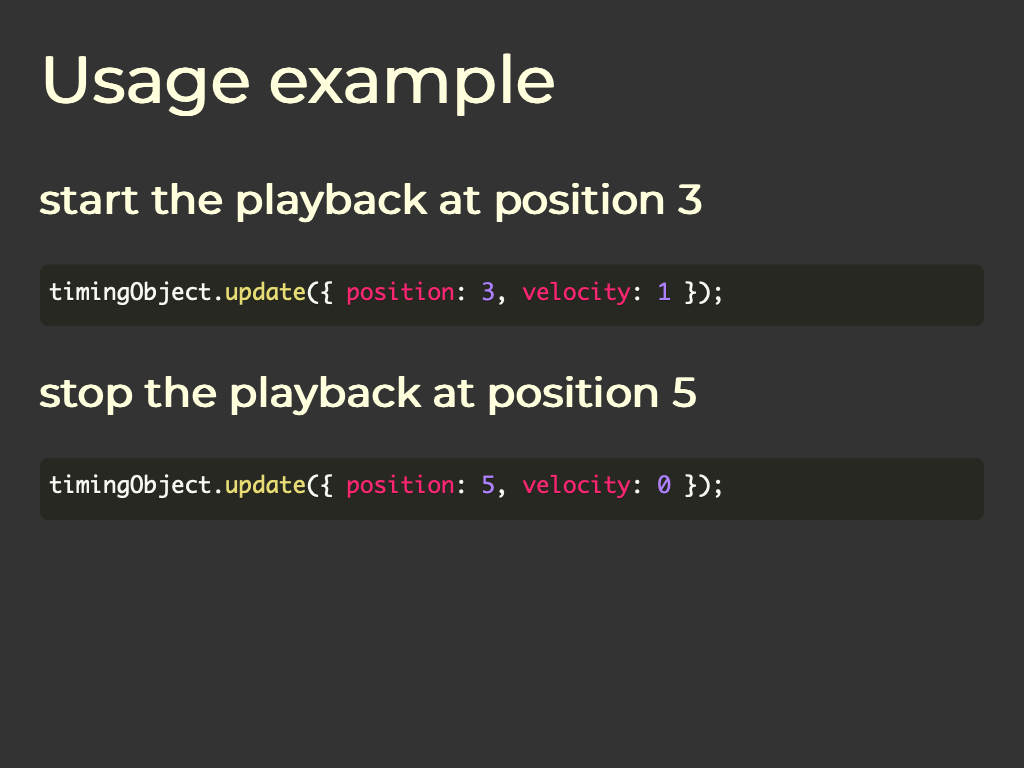 Usage example
start the playback at position 3
timingObject.update({ position: 3, velocity: 1 });
stop the playback at position 5
timingObject.update({ position: 5, velocity: 0 });